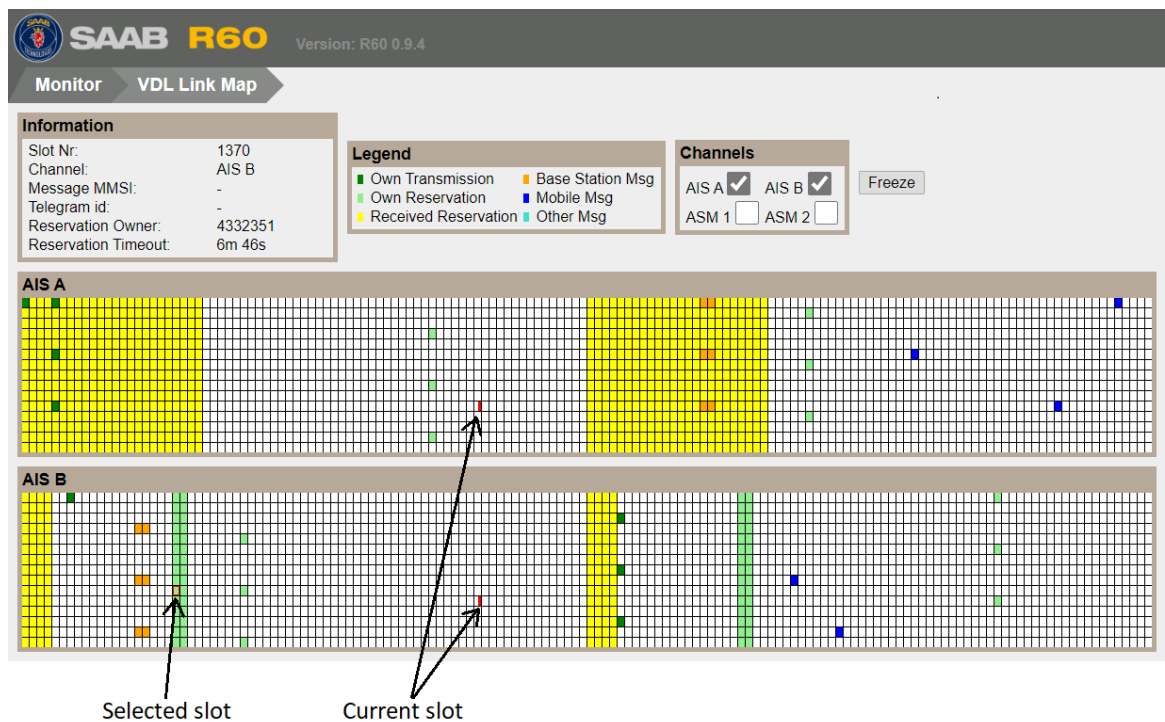 SAAB R60 Version: R60 0.9.4
Monitor VDL Link Map
Information
Slot Nr: 1370
Channel: AIS B
Message MMSI: -
Telegram id: -
Reservation Owner: 4332351
Reservation Timeout: 6m 46s
Legend
Own Transmission Base Station Msg
Own Reservation Mobile Msg
Received Reservation Other Msg
Channels
AIS A AIS B
ASM 1 ASM 2
Freeze
AIS A
AIS B
Selected slot Current slot